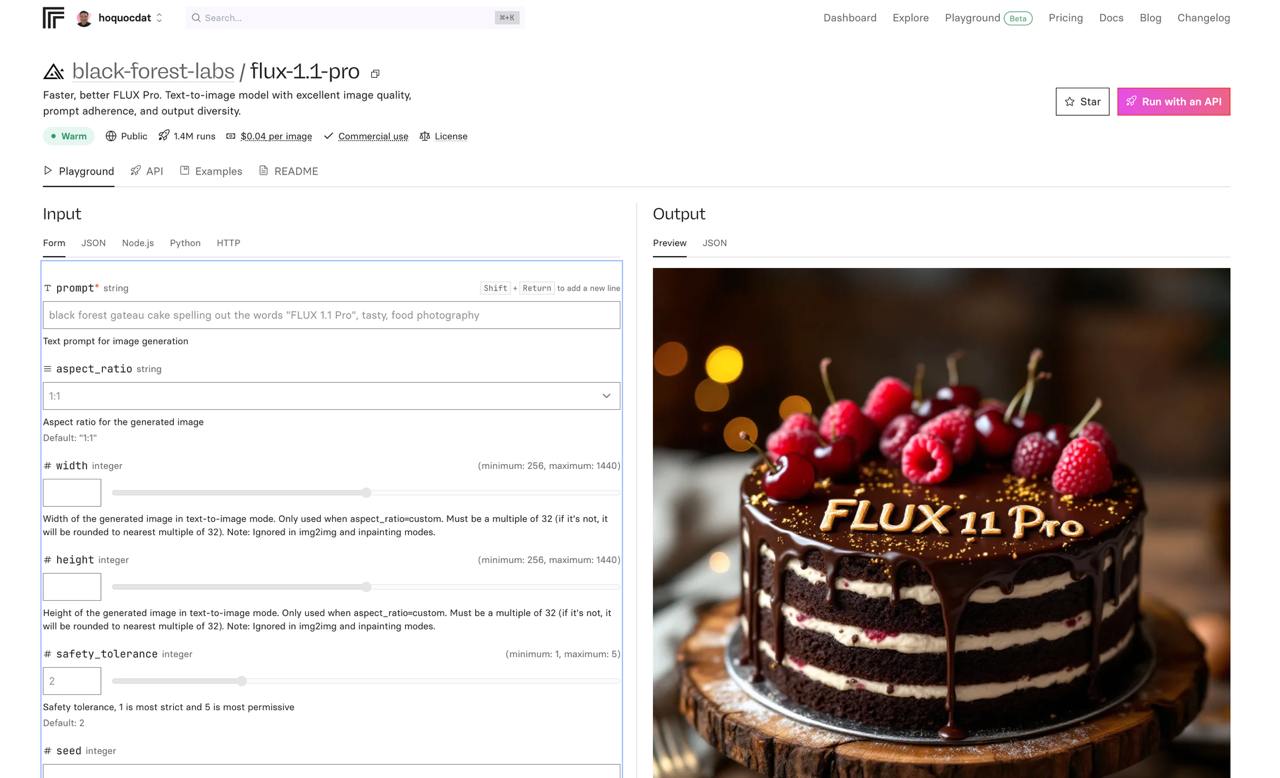 hoquocdat
Search...
⌘+K
Dashboard
Explore
Playground Beta
Pricing
Docs
Blog
Changelog
black-forest-labs / flux-1.1-pro
Faster, better FLUX Pro. Text-to-image model with excellent image quality,
prompt adherence, and output diversity.
Star
Run with an API
Warm
Public
1.4M runs
$0.04 per image
Commercial use
License
Playground
API
Examples
README
Input
Form
JSON
Node.js
Python
HTTP
prompt* string
Shift + Return to add a new line
black forest gateau cake spelling out the words "FLUX 1.1 Pro", tasty, food photography
Text prompt for image generation
aspect_ratio string
1:1
Aspect ratio for the generated image
Default: "1:1"
# width integer
(minimum: 256, maximum: 1440)
Width of the generated image in text-to-image mode. Only used when aspect_ratio=custom. Must be a multiple of 32 (if it's not, it
will be rounded to nearest multiple of 32). Note: Ignored in img2img and inpainting modes.
# height integer
(minimum: 256, maximum: 1440)
Height of the generated image in text-to-image mode. Only used when aspect_ratio=custom. Must be a multiple of 32 (if it's not, it
will be rounded to nearest multiple of 32). Note: Ignored in img2img and inpainting modes.
# safety_tolerance integer
(minimum: 1, maximum: 5)
2
Safety tolerance, 1 is most strict and 5 is most permissive
Default: 2
# seed integer
Output
Preview
JSON
FLUX 11 Pro